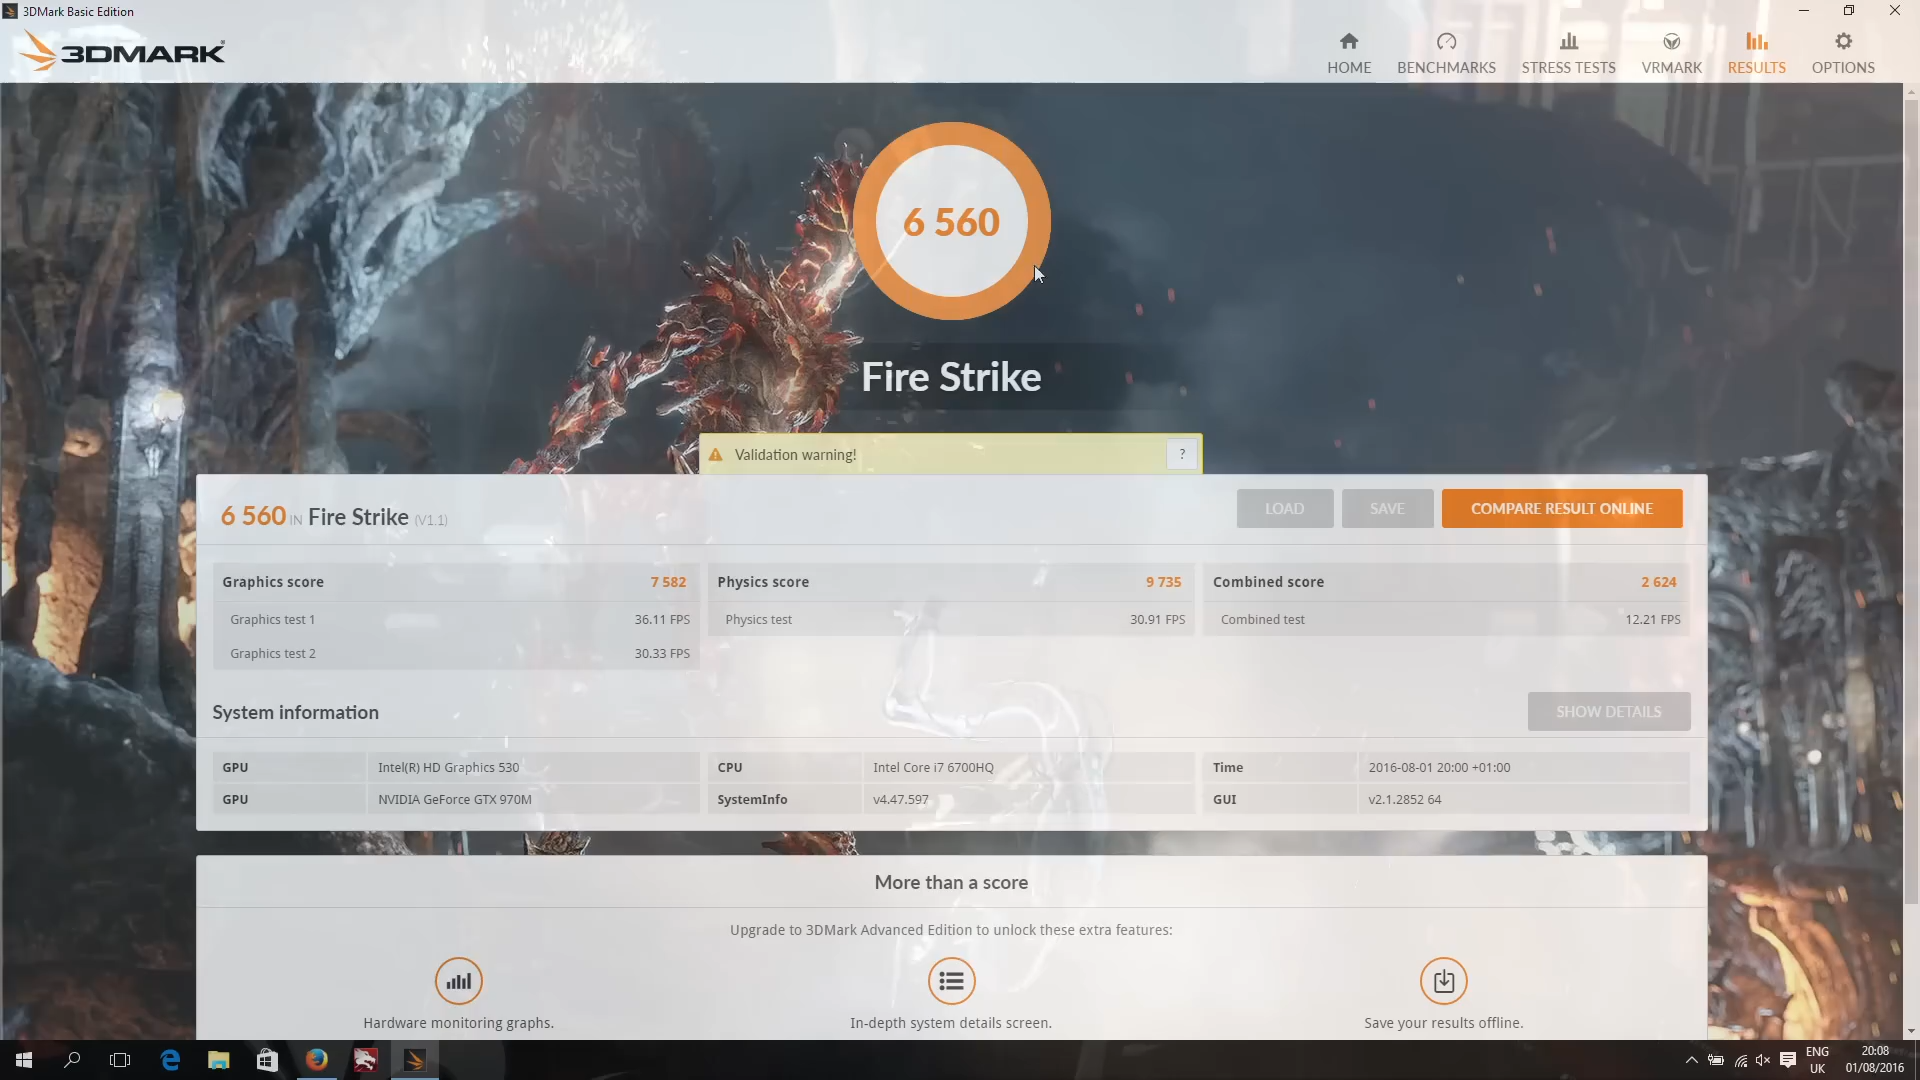 3DMark Basic Edition
3DMARK
HOME
BENCHMARKS
STRESS TESTS
VRMARK
RESULTS
OPTIONS
6 560
Fire Strike
Validation warning!
?
6 560 IN Fire Strike (V1.1)
LOAD
SAVE
COMPARE RESULT ONLINE
Graphics score 7 582
Graphics test 1 36.11 FPS
Graphics test 2 30.33 FPS
Physics score 9 735
Physics test 30.91 FPS
Combined score 2 624
Combined test 12.21 FPS
System information
SHOW DETAILS
GPU Intel(R) HD Graphics 530
GPU NVIDIA GeForce GTX 970M
CPU Intel Core i7 6700HQ
SystemInfo v4.47.597
Time 2016-08-01 20:00 +01:00
GUI v2.1.2852 64
More than a score
Upgrade to 3DMark Advanced Edition to unlock these extra features:
Hardware monitoring graphs.
In-depth system details screen.
Save your results offline.
ENG
UK
20:08
01/08/2016